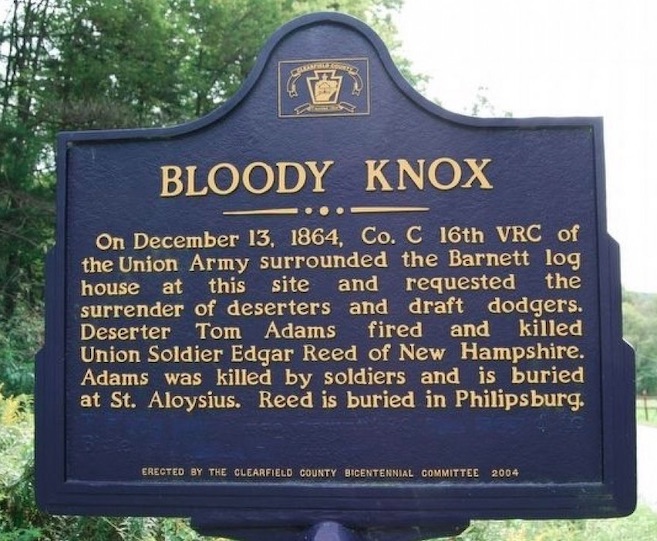 CLEARFIELD COUNTY
BLOODY KNOX
On December 13, 1864, Co. C 16th VRC of
the Union Army surrounded the Barnett log
house at this site and requested the
surrender of deserters and draft dodgers.
Deserter Tom Adams fired and killed
Union Soldier Edgar Reed of New Hampshire.
Adams was killed by soldiers and is buried
at St. Aloysius. Reed is buried in Philipsburg.
ERECTED BY THE CLEARFIELD COUNTY BICENTENNIAL COMMITTEE 2004